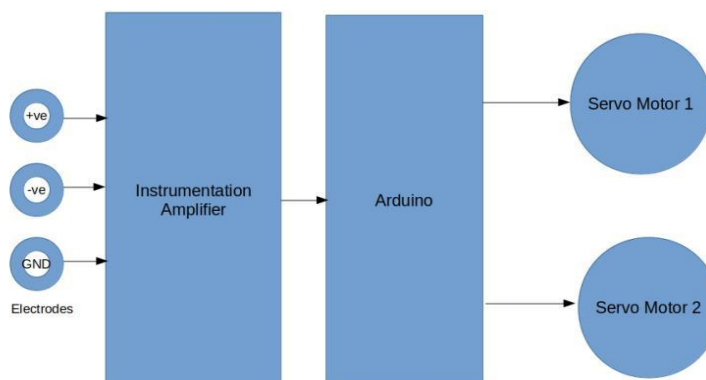 +ve
-ve
GND
Electrodes
Instrumentation
Amplifier
Arduino
Servo Motor 1
Servo Motor 2